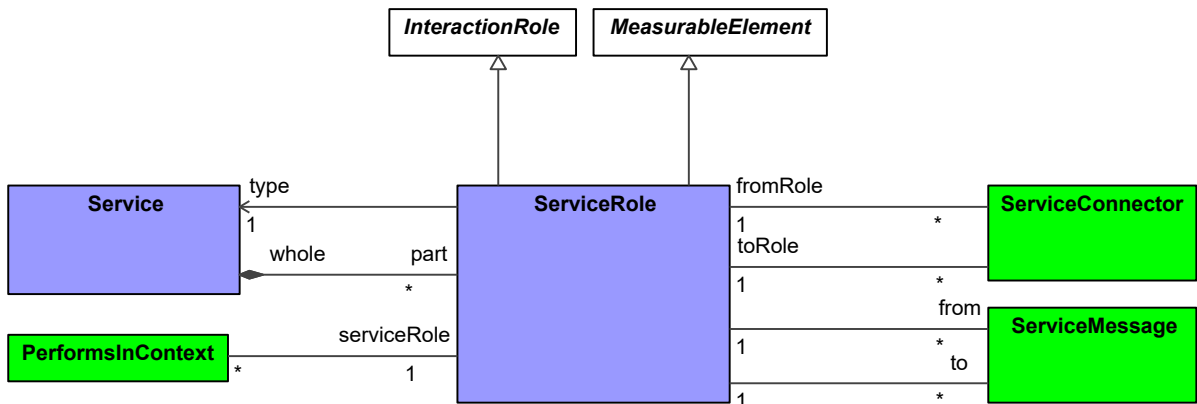 InteractionRole
MeasurableElement
type
fromRole
Service
ServiceRole
ServiceConnector
1
1
*
whole
part
toRole
*
1
*
from
ServiceMessage
serviceRole
PerformsInContext
1
*
*
1
to
1
*